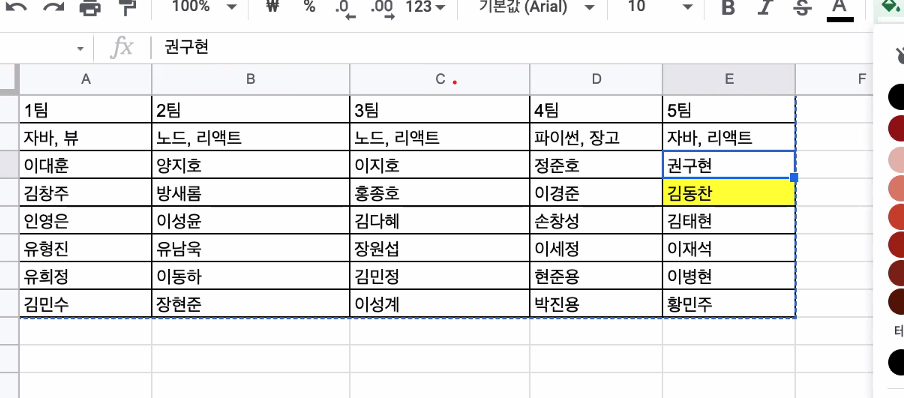 100% ₩ % .0 .00 123 기본값 (Arial) 10 B I S A
fx 권구현
A B C D E F
1팀 2팀 3팀 4팀 5팀
자바, 뷰 노드, 리액트 노드, 리액트 파이썬, 장고 자바, 리액트
이대훈 양지호 이지호 정준호 권구현
김창주 방새롬 홍종호 이경준 김동찬
인영은 이성윤 김다혜 손창성 김태현
유형진 유남욱 장원섭 이세정 이재석
유희정 이동하 김민정 현준용 이병현
김민수 장현준 이성계 박진용 황민주
테